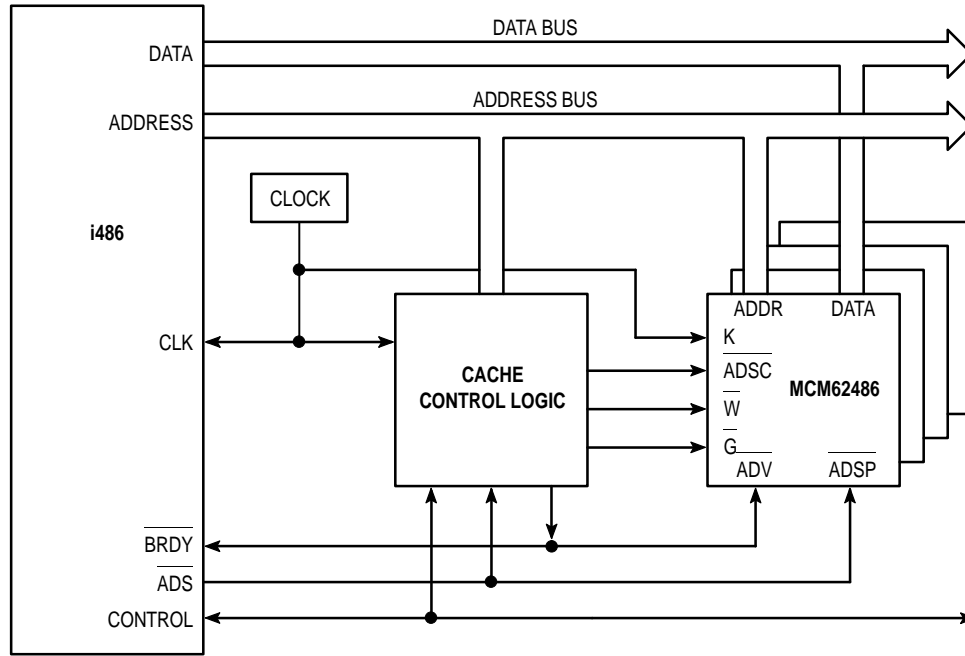 DATA BUS
DATA
ADDRESS BUS
ADDRESS
CLOCK
i486
ADDR DATA
CLK
K
CACHE
CONTROL LOGIC
ADSC
MCM62486
W
G
ADV ADSP
BRDY
ADS
CONTROL